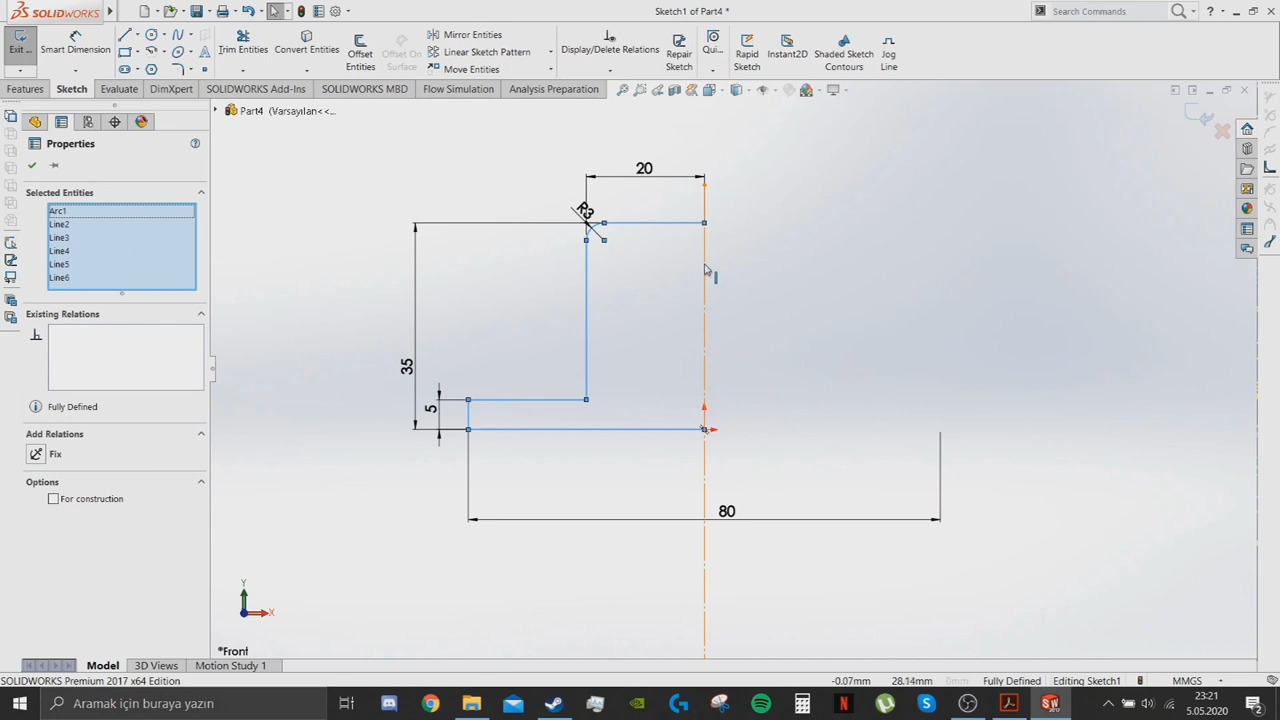 SOLIDWORKS
Sketch1 of Part4 *
Search Commands
Exit ...
Smart Dimension
Trim Entities
Convert Entities
Offset Entities
Offset On Surface
Mirror Entities
Linear Sketch Pattern
Move Entities
Display/Delete Relations
Repair Sketch
Qui...
Rapid Sketch
Instant2D
Shaded Sketch Contours
Jog Line
Features
Sketch
Evaluate
DimXpert
SOLIDWORKS Add-Ins
SOLIDWORKS MBD
Flow Simulation
Analysis Preparation
Part4 (Varsayılan<<...
Properties
Selected Entities
Arc1
Line2
Line3
Line4
Line5
Line6
Existing Relations
Fully Defined
Add Relations
Fix
Options
For construction
20
R3
35
5
80
Y
X
*Front
Model
3D Views
Motion Study 1
SOLIDWORKS Premium 2017 x64 Edition
-0.07mm
28.14mm
0mm
Fully Defined
Editing Sketch1
MMGS
Aramak için buraya yazın
23:21
5.05.2020
2